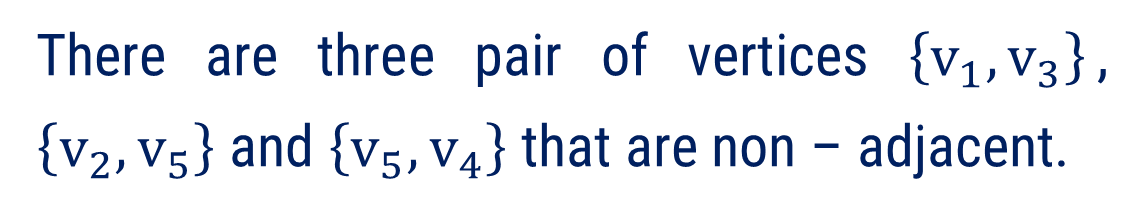 There are three pair of vertices {v₁, v₃} ,
{v₂, v₅} and {v₅, v₄} that are non – adjacent.